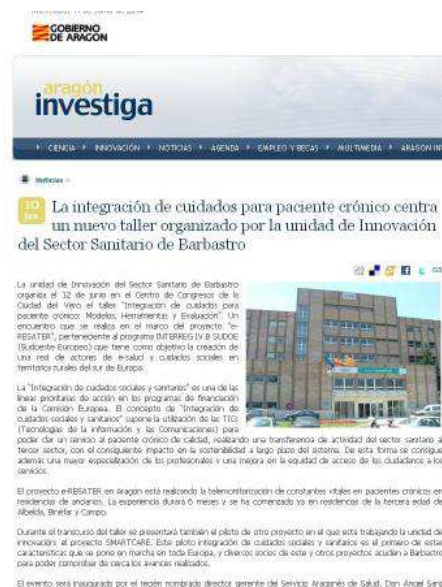 GOBIERNO
DE ARAGON
aragón
investiga
CIENCIA INNOVACIÓN NOTICIAS AGENDA EMPLEO Y BECAS MULTIMEDIA ARAGÓN IN
Noticias >
10
jun
La integración de cuidados para paciente crónico centra
un nuevo taller organizado por la unidad de Innovación
del Sector Sanitario de Barbastro
La unidad de Innovación del Sector Sanitario de Barbastro
organiza el 12 de junio en el Centro de Congresos de la
Ciudad del Vero el taller "Integración de cuidados para
paciente crónico: Modelos, Herramientas y Evaluación". Un
encuentro que se realiza en el marco del proyecto "e-
RESATER", perteneciente al programa INTERREG IV B SUDOE
(Sudoeste Europeo) que tiene como objetivo la creación de
una red de actores de e-salud y cuidados sociales en
territorios rurales del sur de Europa.
La "Integración de cuidados sociales y sanitarios" es una de las
líneas prioritarias de acción en los programas de financiación
de la Comisión Europea. El concepto de "Integración de
cuidados sociales y sanitarios" supone la utilización de las TICs
(Tecnologías de la Información y las Comunicaciones) para
poder dar un servicio al paciente crónico de calidad, realizando una transferencia de actividad del sector sanitario al
tercer sector, con el consiguiente impacto en la sostenibilidad a largo plazo del sistema. De esta forma se consigue
además una mayor especialización de los profesionales y una mejora en la equidad de acceso de los ciudadanos a los
servicios.
El proyecto e-RESATER en Aragón está realizando la telemonitorización de constantes vitales en pacientes crónicos en
residencias de ancianos. La experiencia durará 6 meses y se ha comenzado ya en residencias de la tercera edad de
Albelda, Binéfar y Campo.
Durante el transcurso del taller se presentará también el piloto de otro proyecto en el que está trabajando la unidad de
innovación: el proyecto SMARTCARE. Este piloto integración de cuidados sociales y sanitarios es el primero de estas
características que se pone en marcha en toda Europa, y diversos socios de este y otros proyectos acuden a Barbastro
para poder comprobar de cerca los avances realizados.
El evento será inaugurado por el recién nombrado director gerente del Servicio Aragonés de Salud, Don Angel Sanz